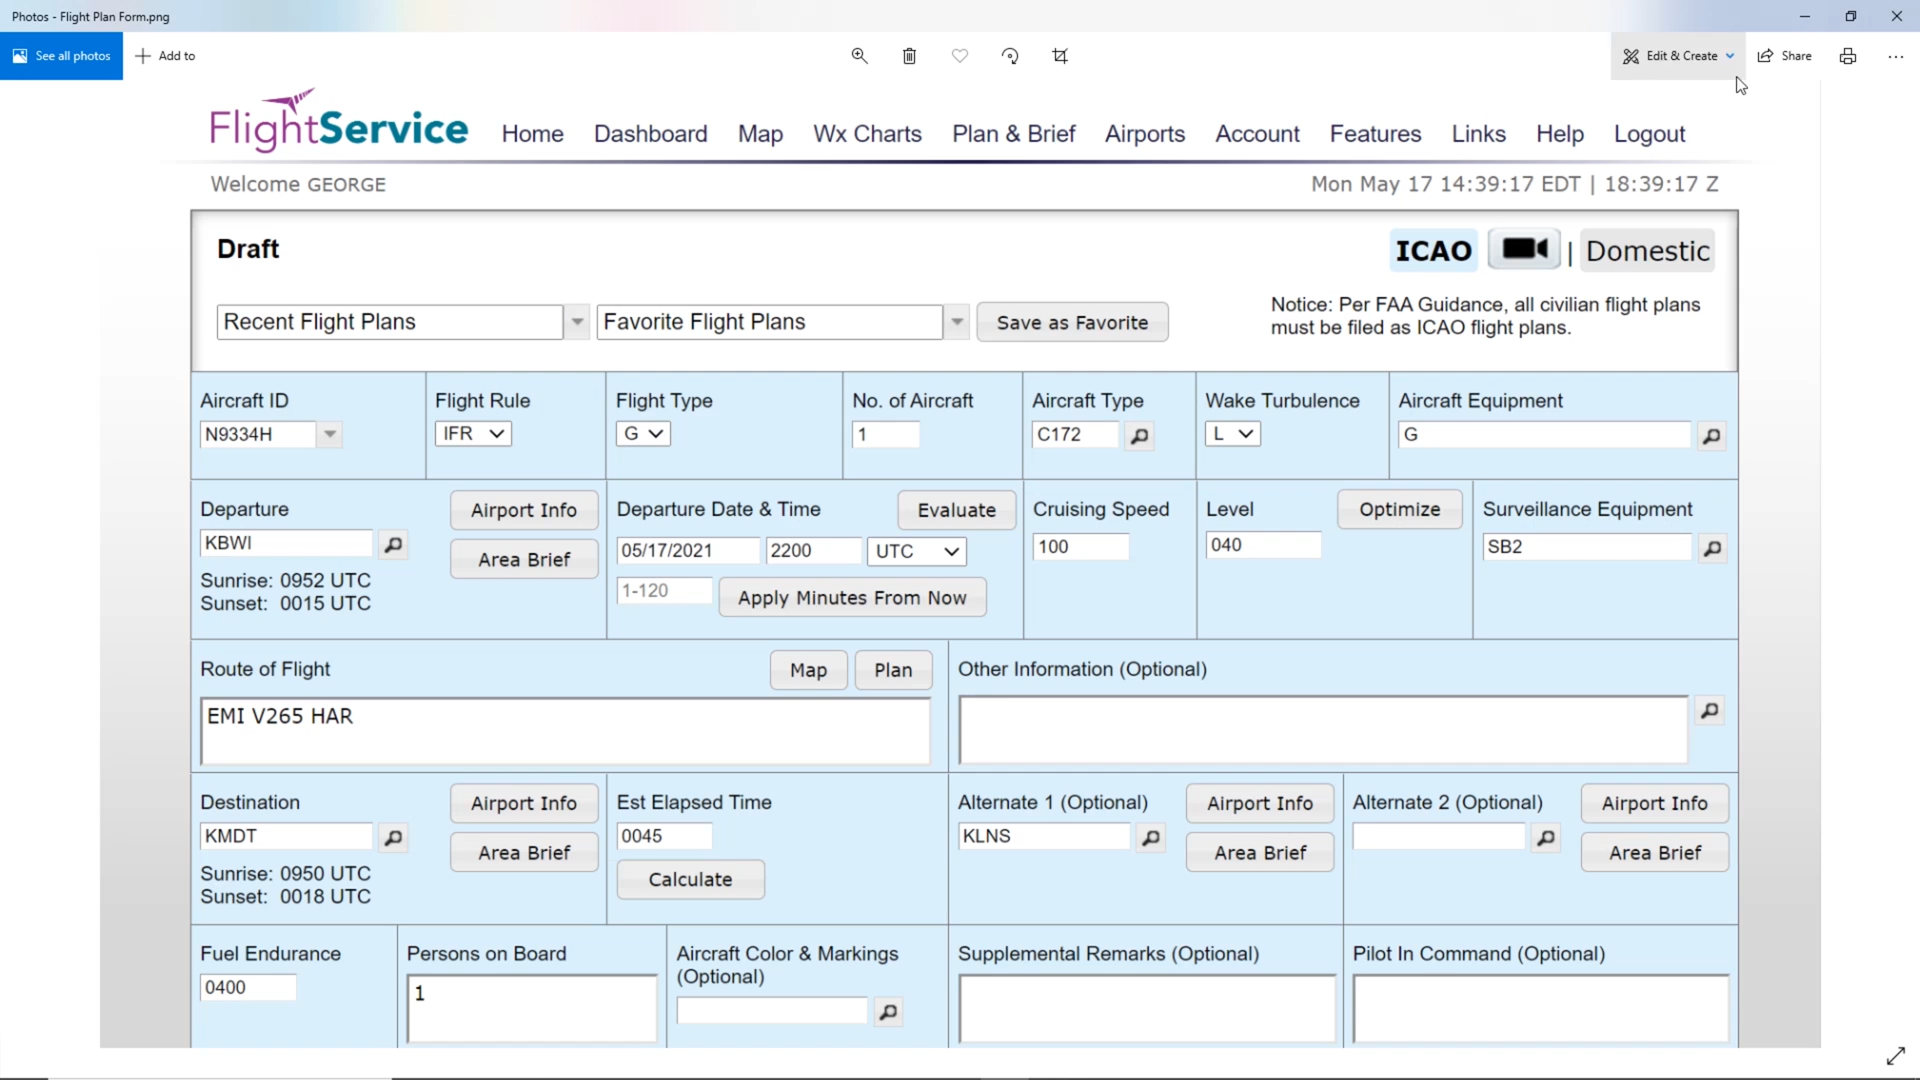 Photos - Flight Plan Form.png
See all photos
Add to
Edit & Create
Share
FlightService
Home
Dashboard
Map
Wx Charts
Plan & Brief
Airports
Account
Features
Links
Help
Logout
Welcome GEORGE
Mon May 17 14:39:17 EDT | 18:39:17 Z
Draft
ICAO | Domestic
Recent Flight Plans
Favorite Flight Plans
Save as Favorite
Notice: Per FAA Guidance, all civilian flight plans
must be filed as ICAO flight plans.
Aircraft ID
N9334H
Flight Rule
IFR
Flight Type
G
No. of Aircraft
1
Aircraft Type
C172
Wake Turbulence
L
Aircraft Equipment
G
Departure
KBWI
Sunrise: 0952 UTC
Sunset: 0015 UTC
Airport Info
Area Brief
Departure Date & Time
Evaluate
05/17/2021
2200
UTC
1-120
Apply Minutes From Now
Cruising Speed
100
Level
Optimize
040
Surveillance Equipment
SB2
Route of Flight
Map
Plan
EMI V265 HAR
Other Information (Optional)
Destination
KMDT
Sunrise: 0950 UTC
Sunset: 0018 UTC
Airport Info
Area Brief
Est Elapsed Time
0045
Calculate
Alternate 1 (Optional)
KLNS
Airport Info
Area Brief
Alternate 2 (Optional)
Airport Info
Area Brief
Fuel Endurance
0400
Persons on Board
1
Aircraft Color & Markings
(Optional)
Supplemental Remarks (Optional)
Pilot In Command (Optional)